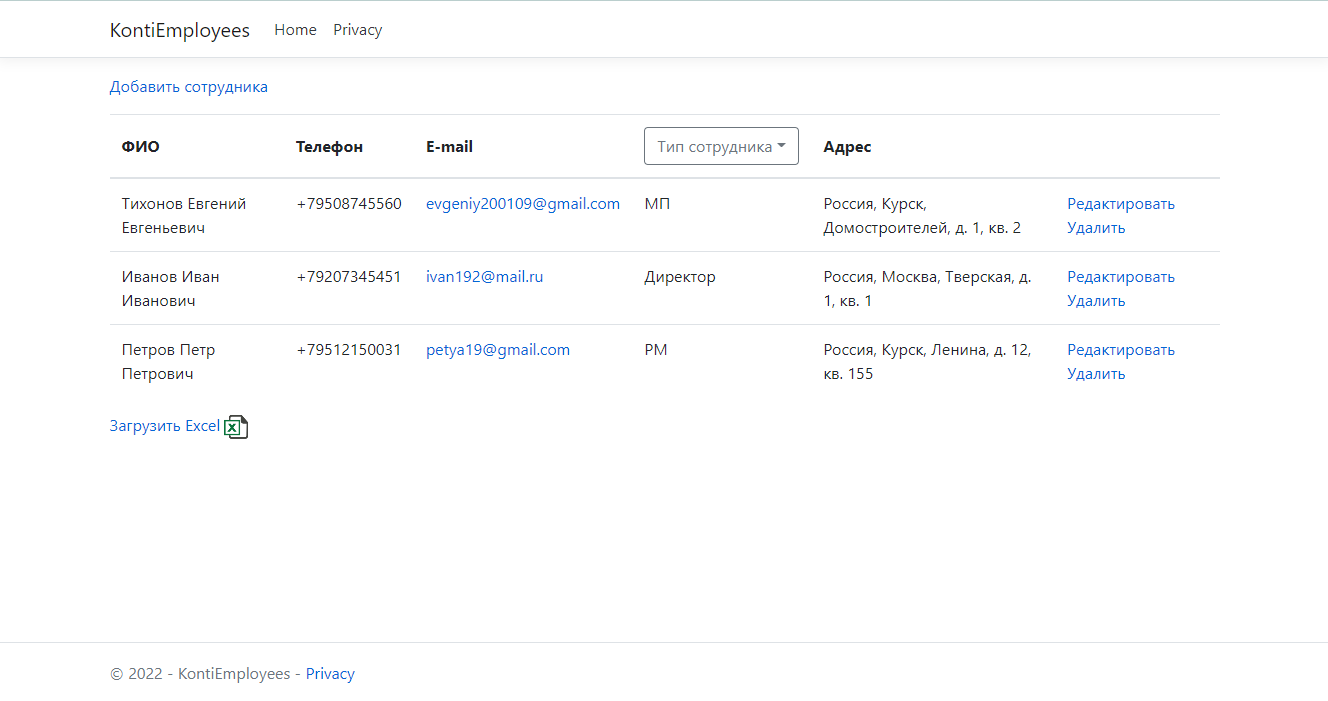 KontiEmployees Home Privacy
Добавить сотрудника
ФИО Телефон E-mail Тип сотрудника Адрес
Тихонов Евгений +79508745560 evgeniy200109@gmail.com МП Россия, Курск, Редактировать
Евгеньевич Домостроителей, д. 1, кв. 2 Удалить
Иванов Иван +79207345451 ivan192@mail.ru Директор Россия, Москва, Тверская, д. Редактировать
Иванович 1, кв. 1 Удалить
Петров Петр +79512150031 petya19@gmail.com РМ Россия, Курск, Ленина, д. 12, Редактировать
Петрович кв. 155 Удалить
Загрузить Excel
© 2022 - KontiEmployees - Privacy